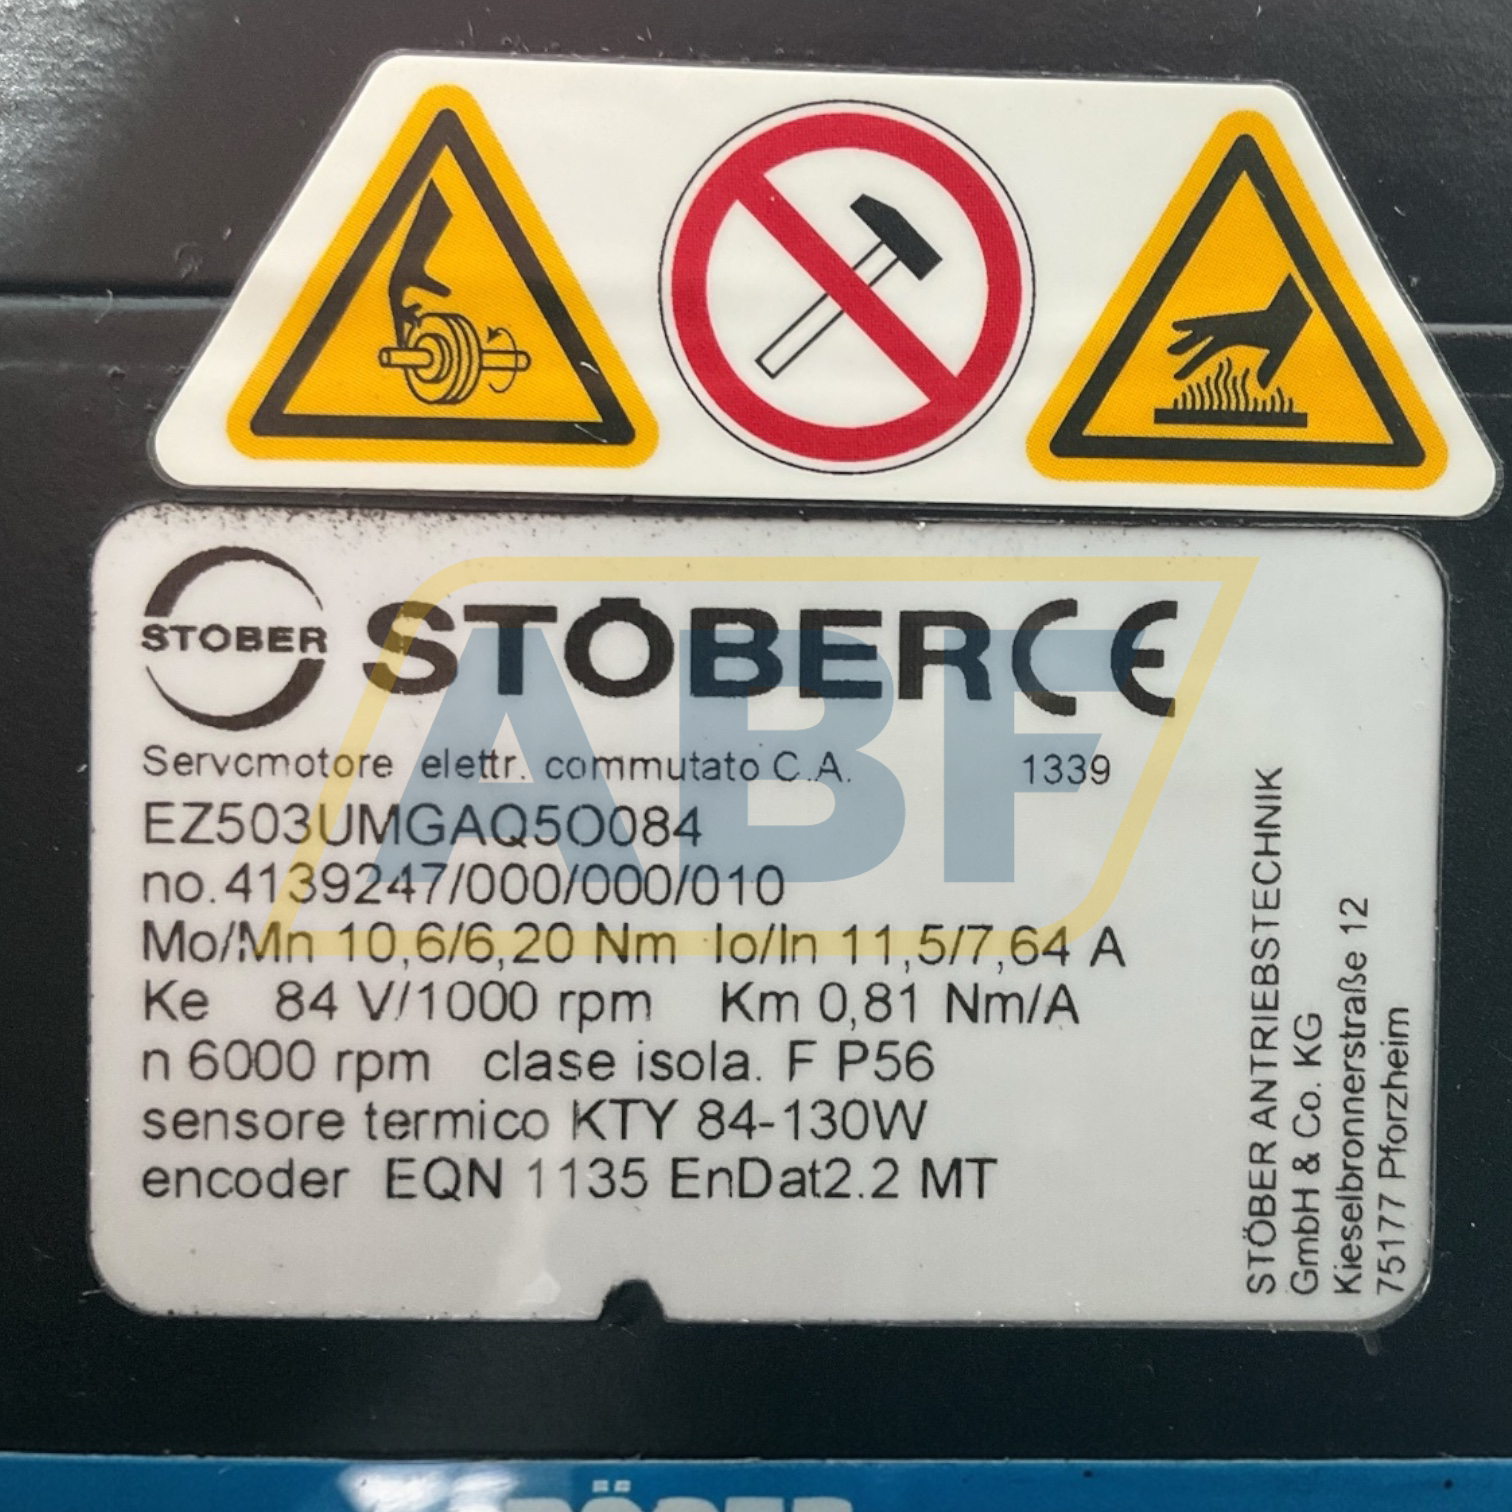 STÖBER
STÖBER CE
Servomotore elettr. commutato C.A. 1339
EZ503UMGAQ5O084
no.4139247/000/000/010
Mo/Mn 10,6/6,20 Nm Io/In 11,5/7,64 A
Ke 84 V/1000 rpm Km 0,81 Nm/A
n 6000 rpm clase isola. F P56
sensore termico KTY 84-130W
encoder EQN 1135 EnDat2.2 MT
STÖBER ANTRIEBSTECHNIK
GmbH & Co. KG
Kieselbronnerstraße 12
75177 Pforzheim
ABF